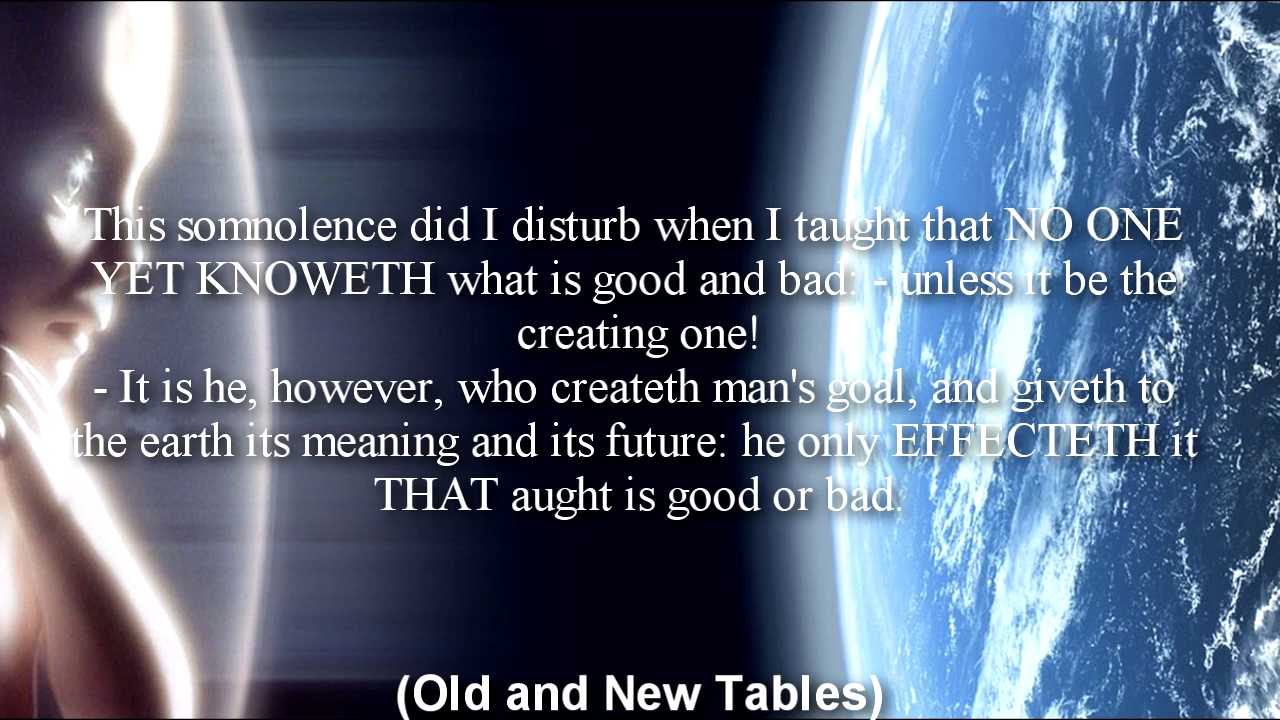 This somnolence did I disturb when I taught that NO ONE
YET KNOWETH what is good and bad: - unless it be the
creating one!
- It is he, however, who createth man's goal, and giveth to
the earth its meaning and its future: he only EFFECTETH it
THAT aught is good or bad.
(Old and New Tables)